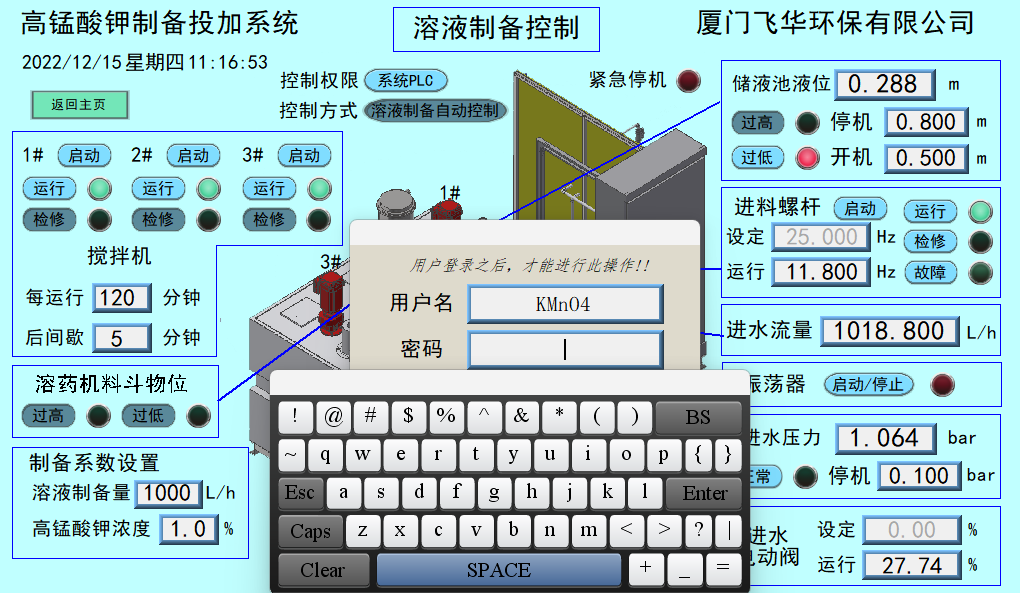 高锰酸钾制备投加系统
溶液制备控制
厦门飞华环保有限公司
2022/12/15 星期四 11:16:53
返回主页
控制权限 系统PLC
控制方式 溶液制备自动控制
紧急停机
储液池液位 0.288 m
过高 停机 0.800 m
过低 开机 0.500 m
1# 启动 2# 启动 3# 启动
运行 运行 运行
检修 检修 检修
搅拌机
每运行 120 分钟
后间歇 5 分钟
1#
3#
进料螺杆 启动 运行
设定 25.000 Hz 检修
运行 11.800 Hz 故障
进水流量 1018.800 L/h
溶药机料斗物位
过高 过低
制备系数设置
溶液制备量 1000 L/h
高锰酸钾浓度 1.0 %
用户登录之后，才能进行此操作!!
用户名 KMnO4
密码
振荡器 启动/停止
进水压力 1.064 bar
正常 停机 0.100 bar
进水
电动阀
设定 0.00 %
运行 27.74 %
! @ # $ % ^ & * ( ) BS
~ q w e r t y u i o p { }
Esc a s d f g h j k l Enter
Caps z x c v b n m < > ? |
Clear SPACE + _ =